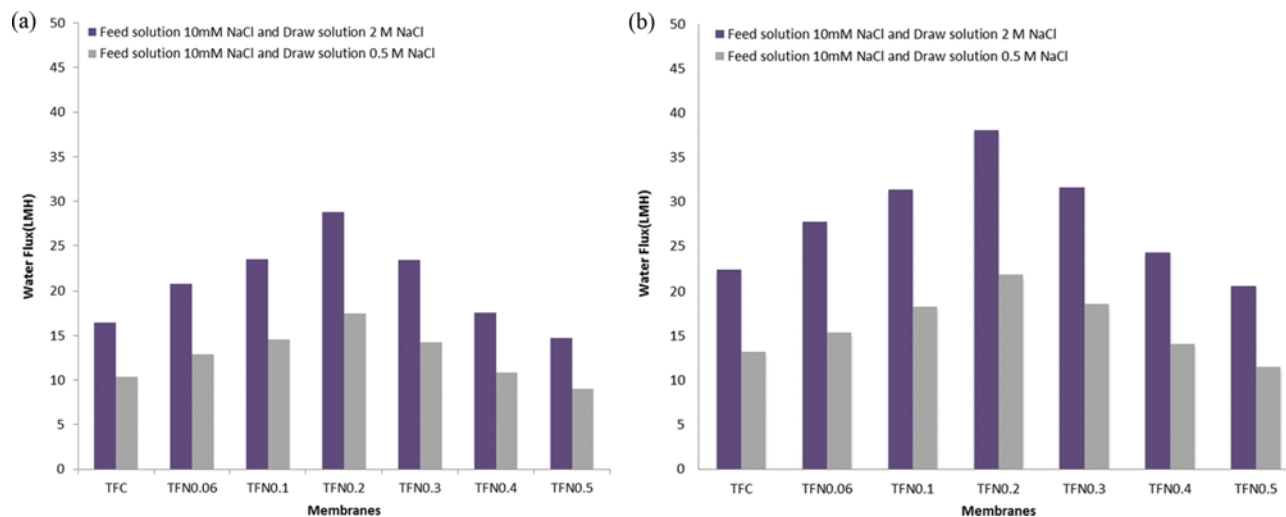 (a)
Feed solution 10mM NaCl and Draw solution 2 M NaCl
Feed solution 10mM NaCl and Draw solution 0.5 M NaCl
50
45
40
35
30
25
20
15
10
5
0
Water Flux(LMH)
TFC TFN0.06 TFN0.1 TFN0.2 TFN0.3 TFN0.4 TFN0.5
Membranes
(b)
Feed solution 10mM NaCl and Draw solution 2 M NaCl
Feed solution 10mM NaCl and Draw solution 0.5 M NaCl
50
45
40
35
30
25
20
15
10
5
0
Water Flux(LMH)
TFC TFN0.06 TFN0.1 TFN0.2 TFN0.3 TFN0.4 TFN0.5
Membranes